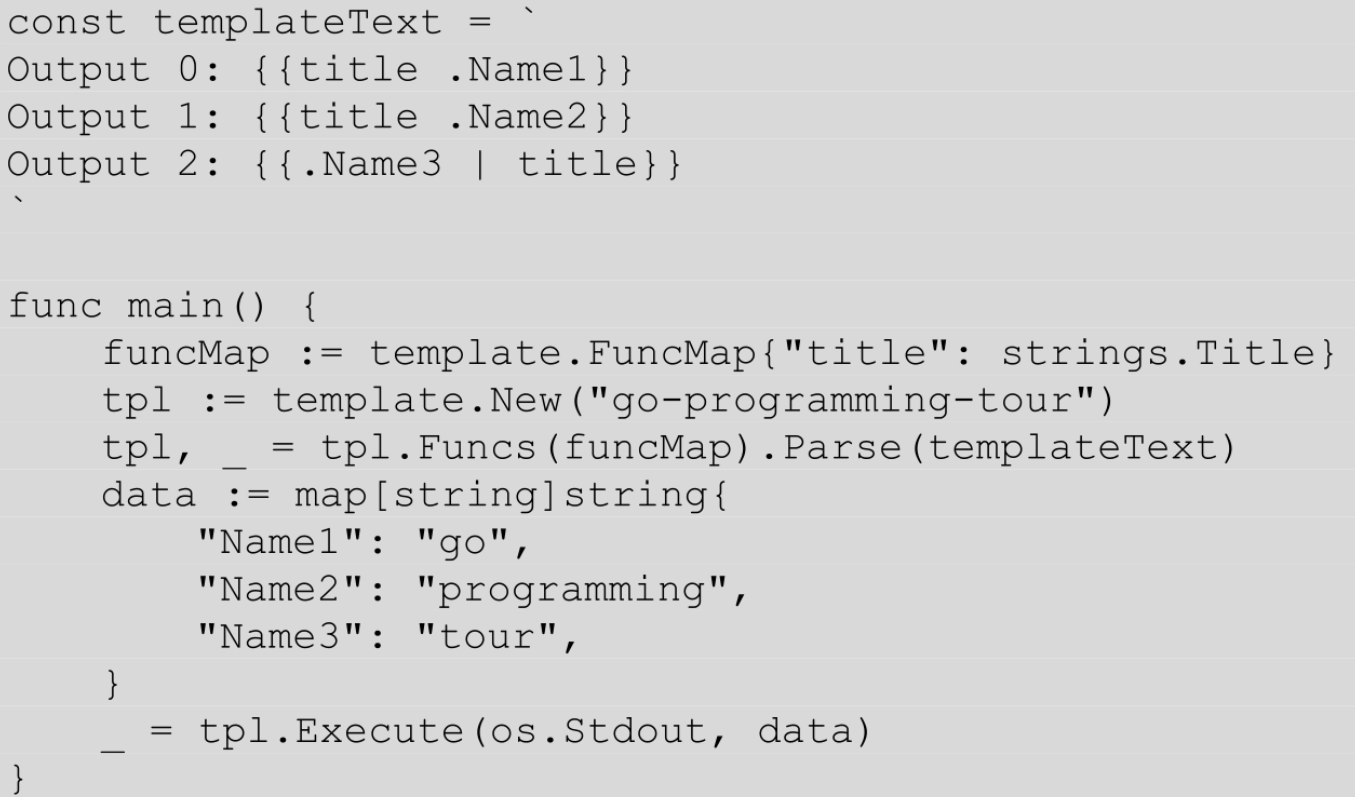 const templateText = `
Output 0: {{title .Name1}}
Output 1: {{title .Name2}}
Output 2: {{.Name3 | title}}
`

func main() {
    funcMap := template.FuncMap{"title": strings.Title}
    tpl := template.New("go-programming-tour")
    tpl, _ = tpl.Funcs(funcMap).Parse(templateText)
    data := map[string]string{
        "Name1": "go",
        "Name2": "programming",
        "Name3": "tour",
    }
    _ = tpl.Execute(os.Stdout, data)
}